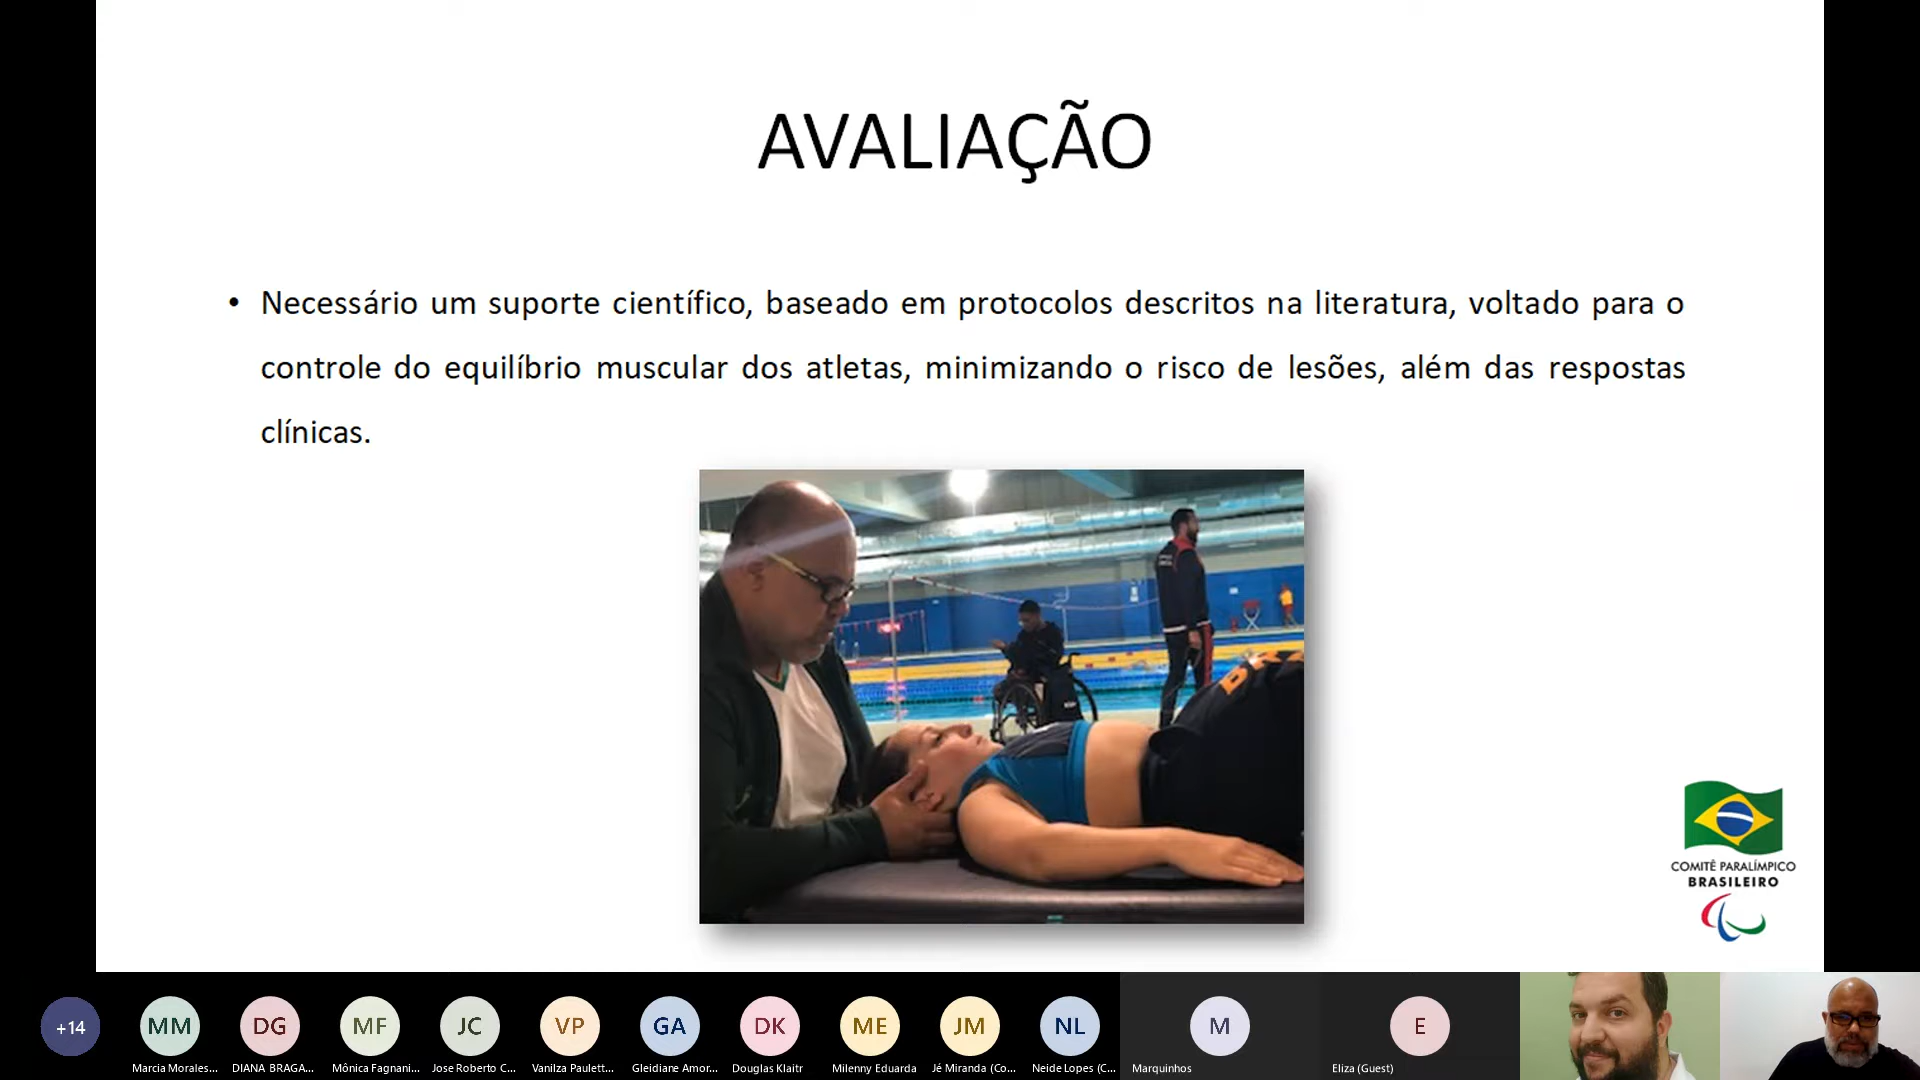 AVALIAÇÃO
• Necessário um suporte científico, baseado em protocolos descritos na literatura, voltado para o
controle do equilíbrio muscular dos atletas, minimizando o risco de lesões, além das respostas
clínicas.
COMITÊ PARALÍMPICO
BRASILEIRO
+14
MM
DG
MF
JC
VP
GA
DK
ME
JM
NL
M
E
Marcia Morales...
DIANA BRAGA...
Mônica Fagnani...
Jose Roberto C...
Vanilza Paulett...
Gleidiane Amor...
Douglas Klaitr
Milenny Eduarda
Jé Miranda (Co...
Neide Lopes (C...
Marquinhos
Eliza (Guest)